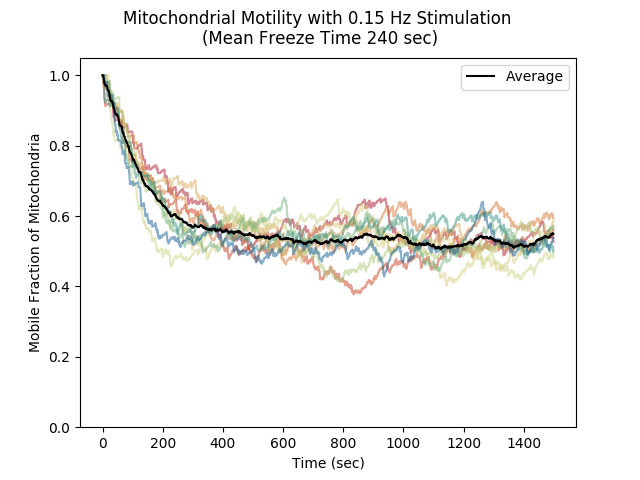 Mitochondrial Motility with 0.15 Hz Stimulation
(Mean Freeze Time 240 sec)
Average
Mobile Fraction of Mitochondria
1.0
0.8
0.6
0.4
0.2
0.0
0 200 400 600 800 1000 1200 1400
Time (sec)